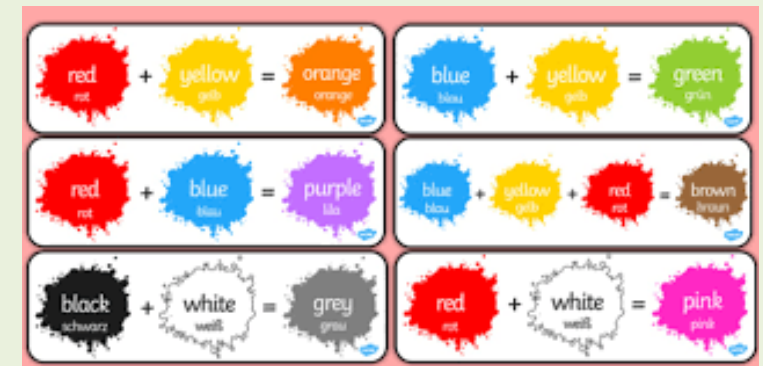 red + yellow = orange
rot gelb orange
blue + yellow = green
blau gelb grün
red + blue = purple
rot blau lila
blue + yellow + red = brown
blau gelb rot braun
black + white = grey
schwarz weiß grau
red + white = pink
rot weiß pink